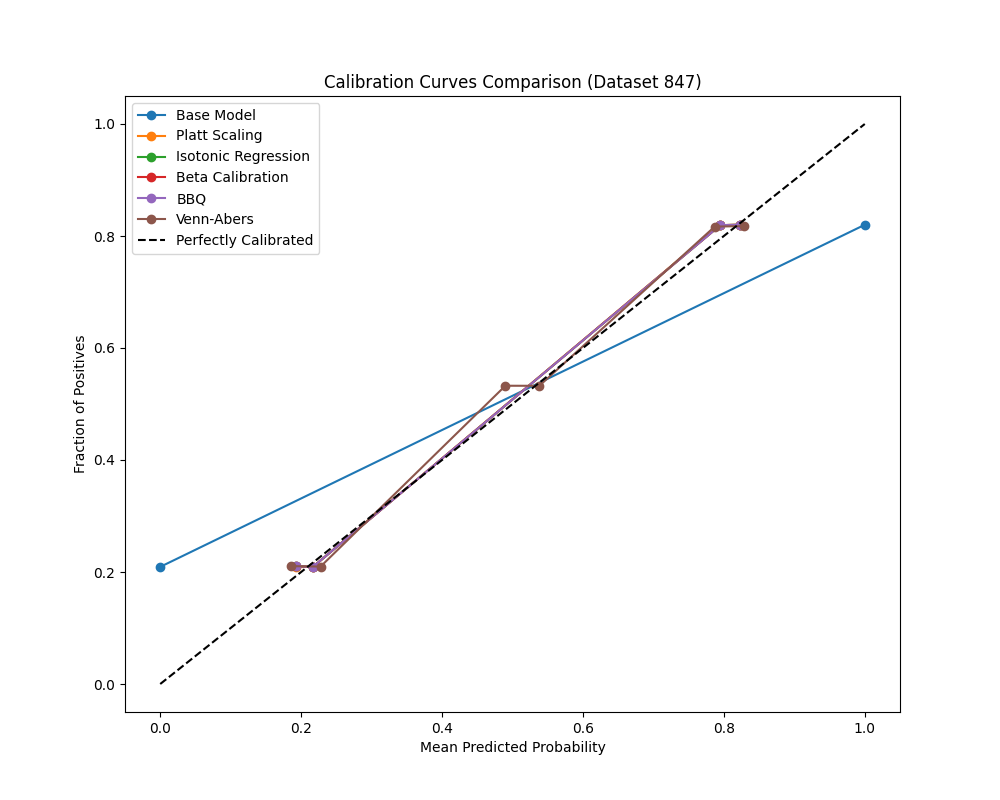 Calibration Curves Comparison (Dataset 847)
Base Model
Platt Scaling
Isotonic Regression
Beta Calibration
BBQ
Venn-Abers
Perfectly Calibrated
1.0
0.8
0.6
0.4
0.2
0.0
Fraction of Positives
0.0 0.2 0.4 0.6 0.8 1.0
Mean Predicted Probability